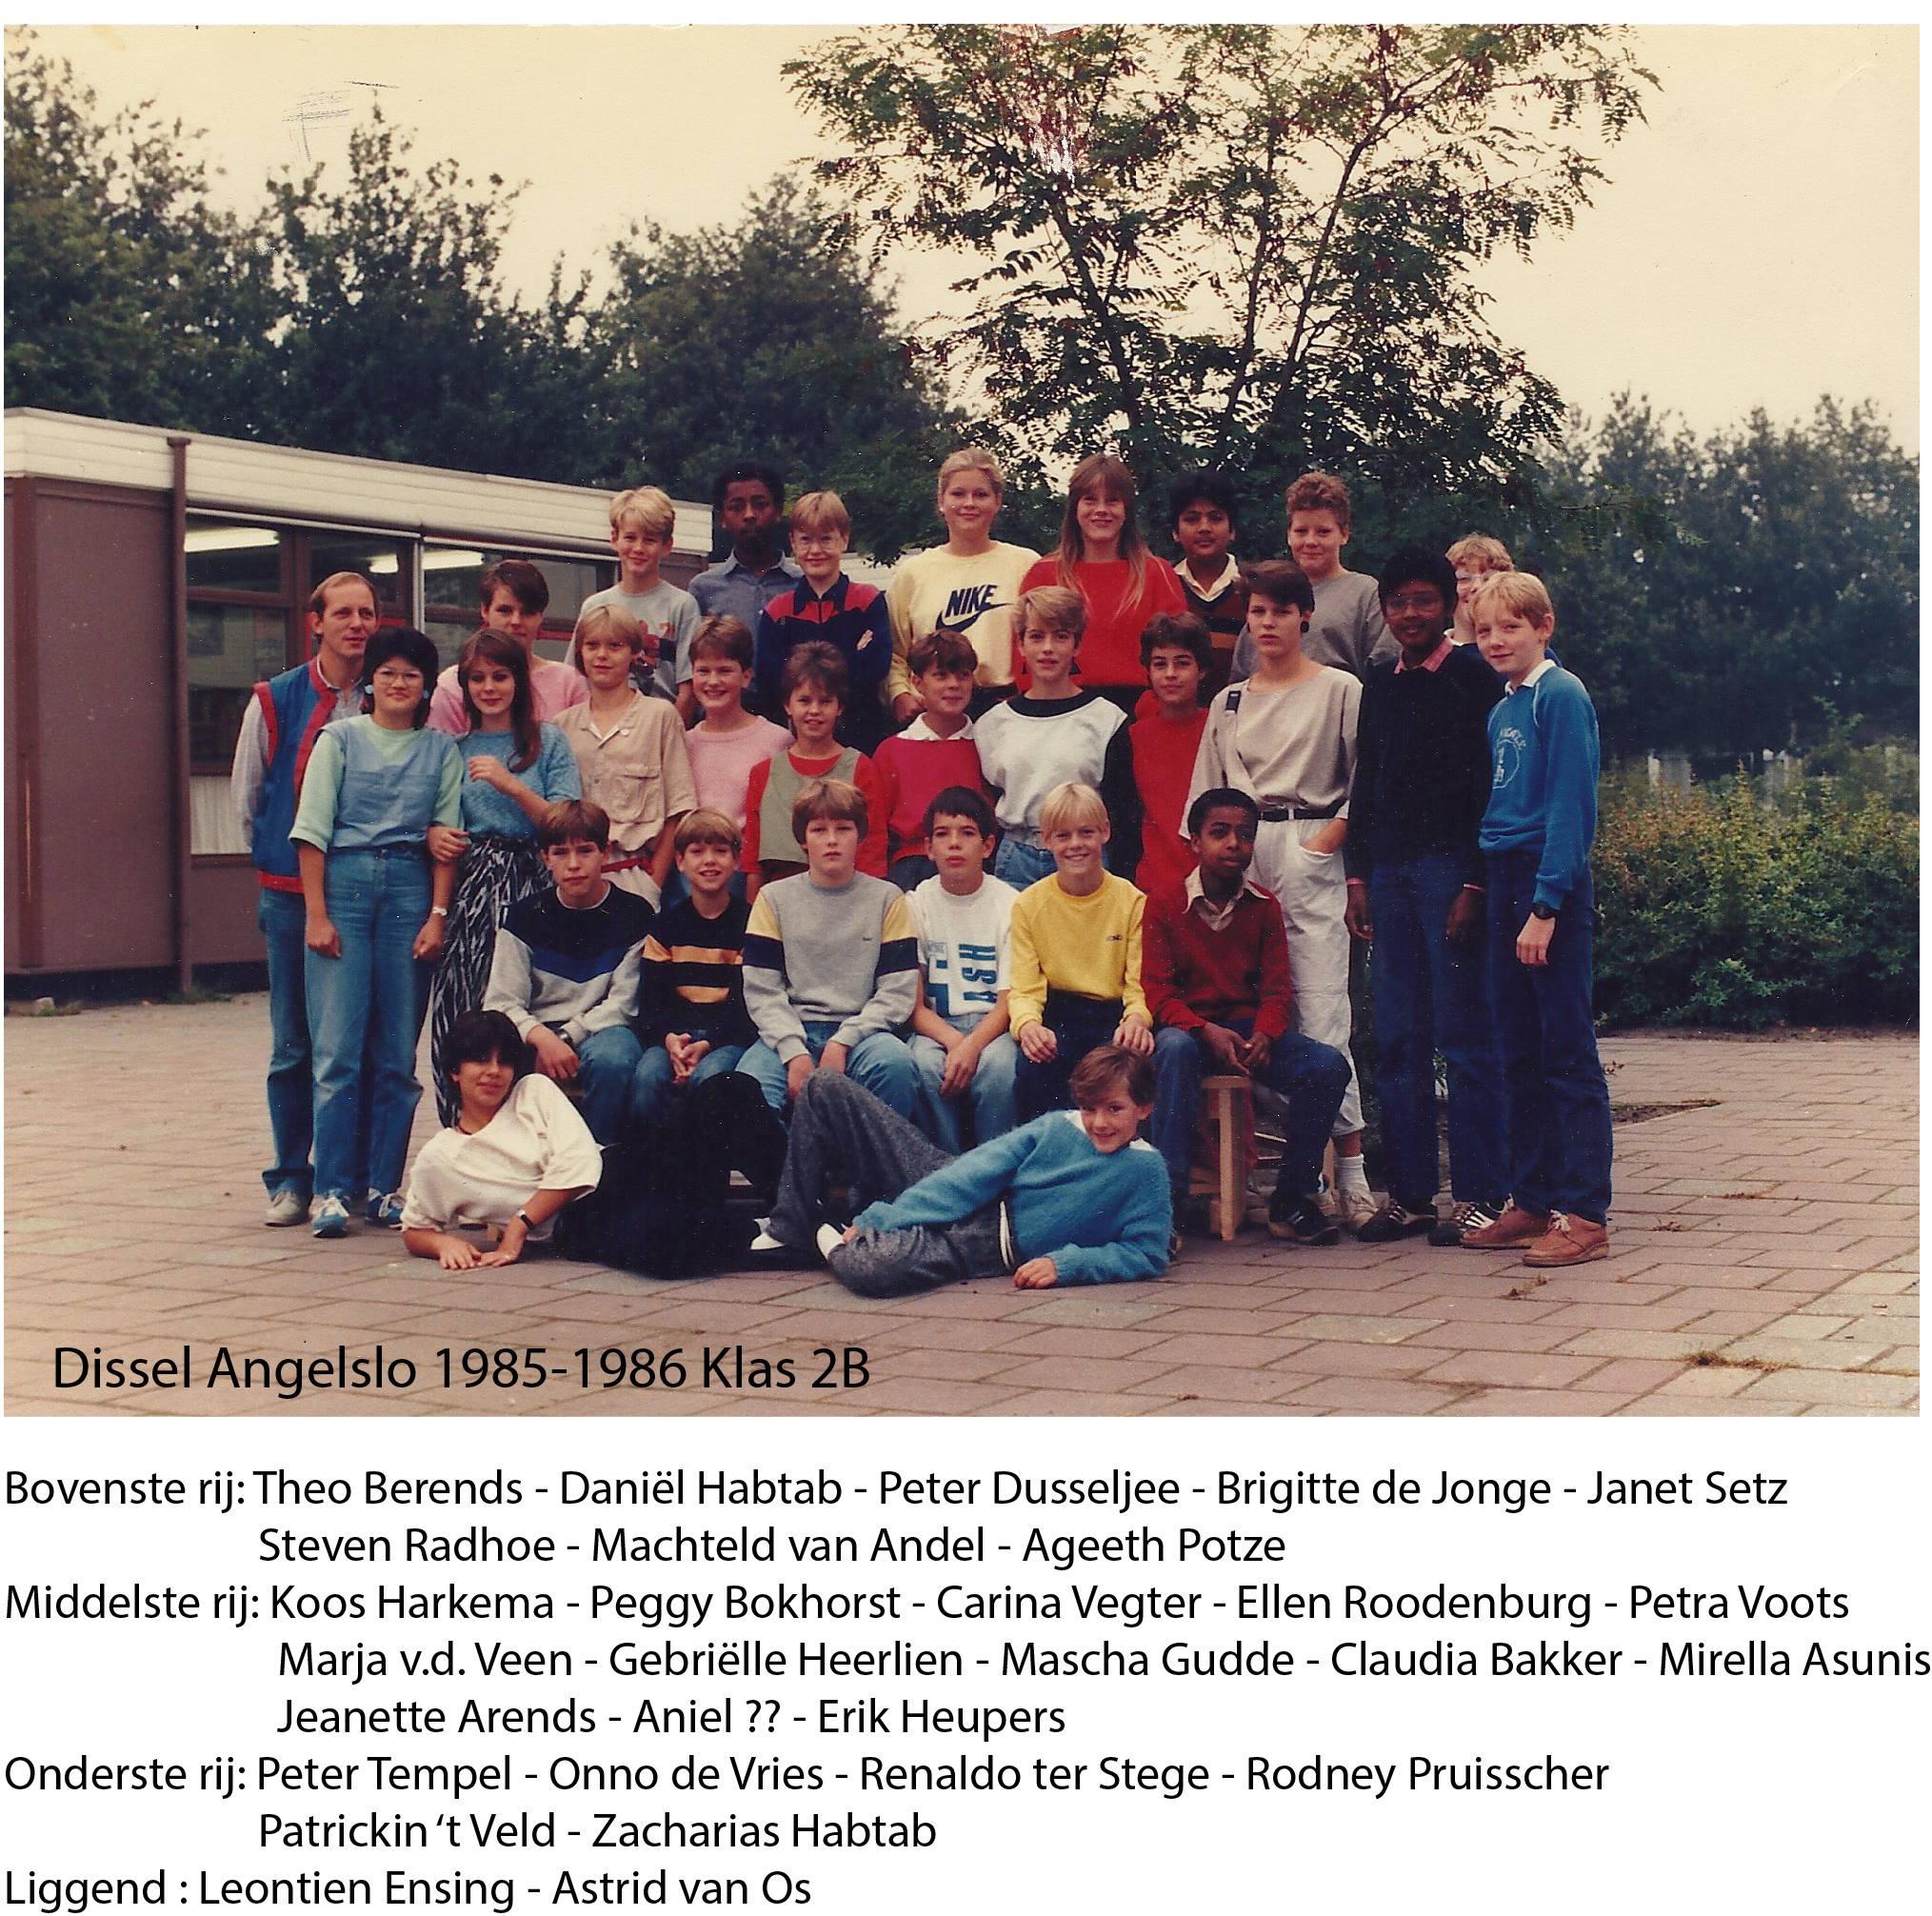 NIKE
HSA
Dissel Angelslo 1985-1986 Klas 2B
Bovenste rij: Theo Berends - Daniël Habtab - Peter Dusseljee - Brigitte de Jonge - Janet Setz
Steven Radhoe - Machteld van Andel - Ageeth Potze
Middelste rij: Koos Harkema - Peggy Bokhorst - Carina Vegter - Ellen Roodenburg - Petra Voots
Marja v.d. Veen - Gebriëlle Heerlien - Mascha Gudde - Claudia Bakker - Mirella Asunis
Jeanette Arends - Aniel ?? - Erik Heupers
Onderste rij: Peter Tempel - Onno de Vries - Renaldo ter Stege - Rodney Pruisscher
Patrickin ‘t Veld - Zacharias Habtab
Liggend : Leontien Ensing - Astrid van Os